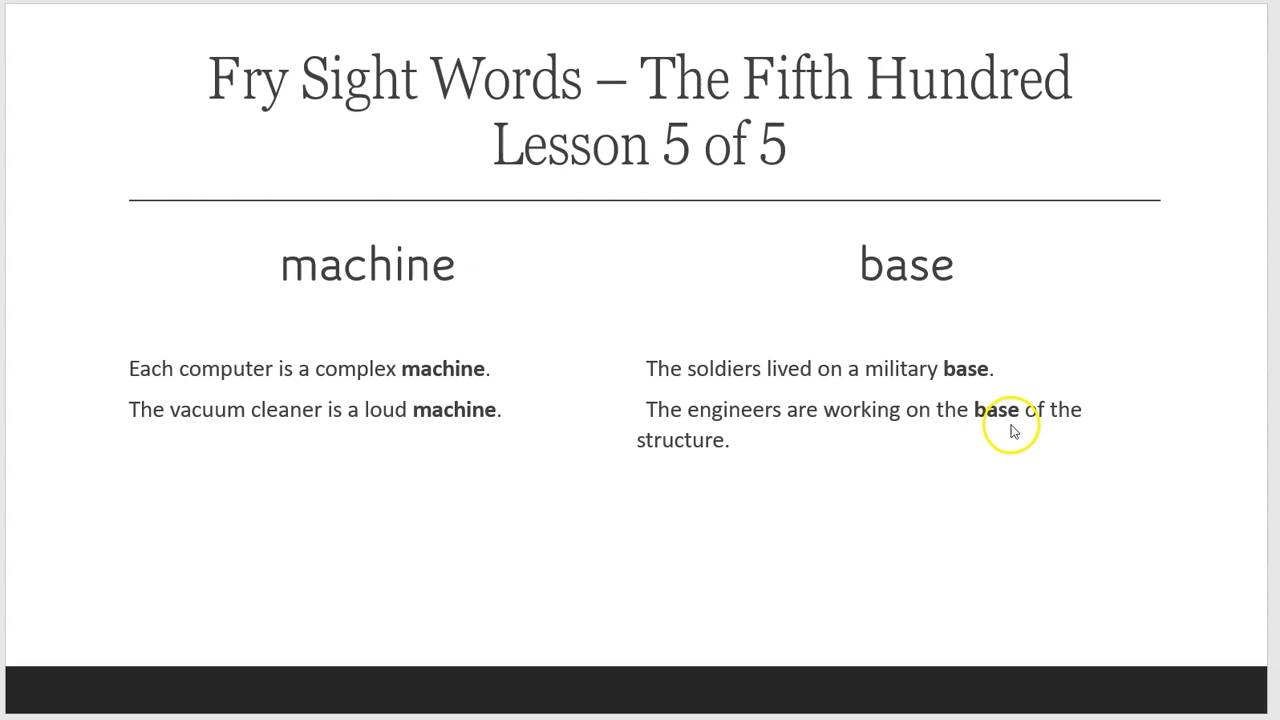 Fry Sight Words – The Fifth Hundred
Lesson 5 of 5
machine
Each computer is a complex machine.
The vacuum cleaner is a loud machine.
base
The soldiers lived on a military base.
The engineers are working on the base of the
structure.